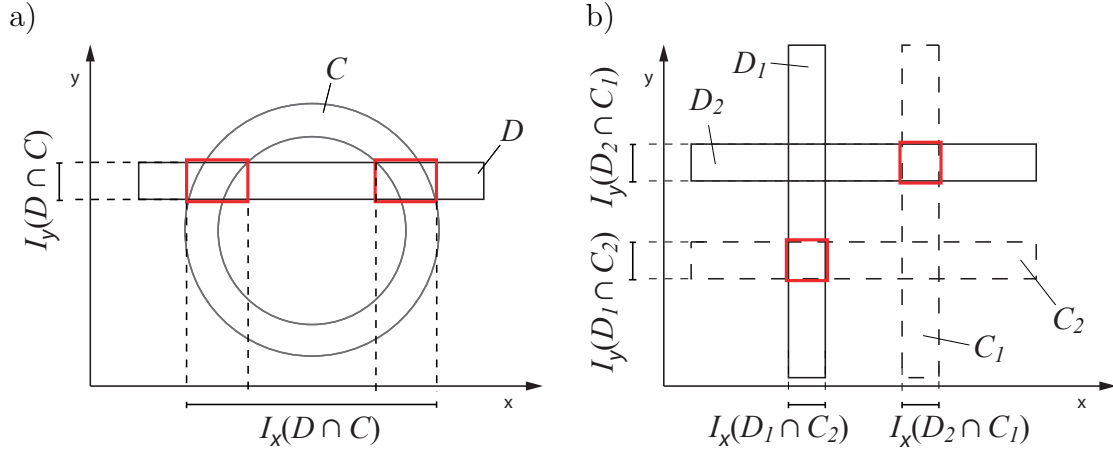 a)
y
C
D
I_y(D ∩ C)
x
I_x(D ∩ C)
b)
y
D_1
D_2
I_y(D_2 ∩ C_1)
I_y(D_1 ∩ C_2)
C_2
C_1
x
I_x(D_1 ∩ C_2)
I_x(D_2 ∩ C_1)